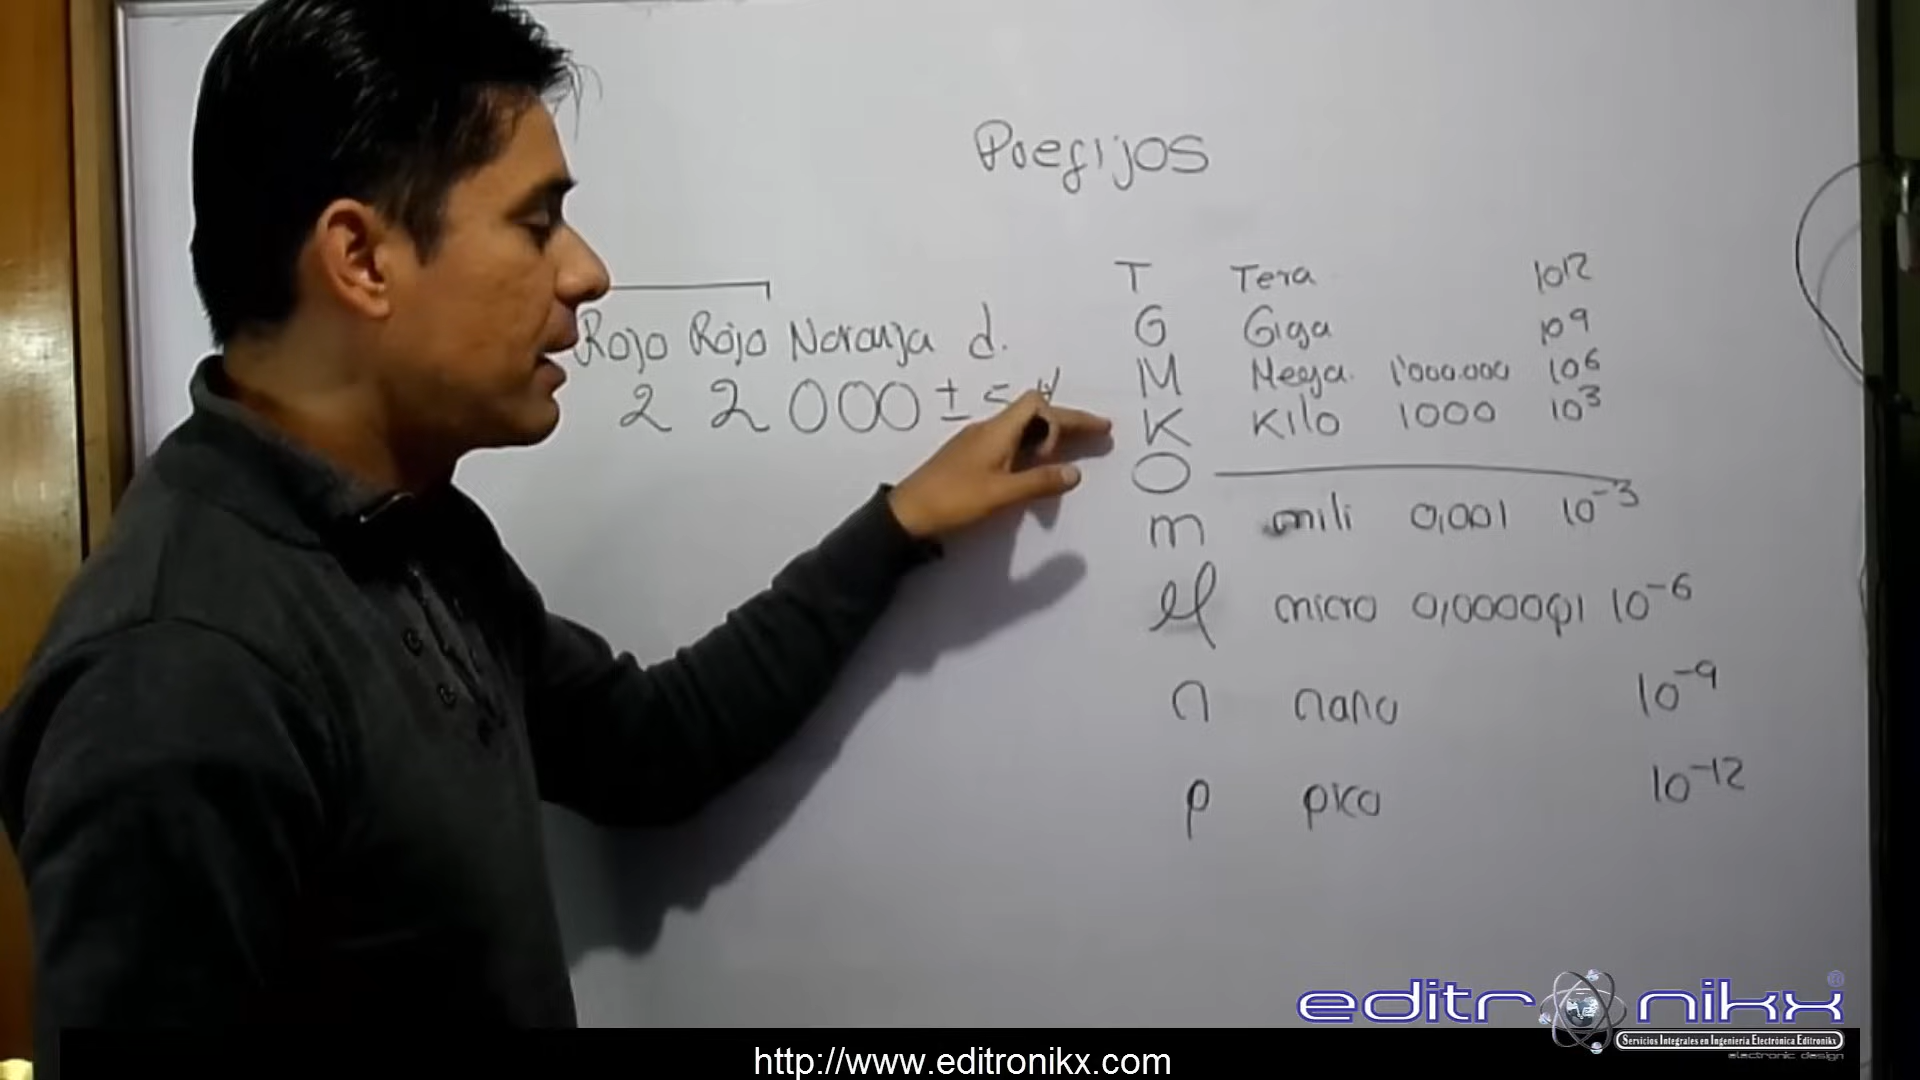 Prefijos
Rojo Rojo Naranja d.
2 2 000 ± 5
T Tera 10¹²
G Giga 10⁹
M Mega 1'000.000 10⁶
K Kilo 1000 10³
O
m mili 0,001 10⁻³
μ micro 0,000001 10⁻⁶
n nano 10⁻⁹
p pico 10⁻¹²
editronikx®
Servicios Integrales en Ingeniería Electrónica Editronikx
electronic design
http://www.editronikx.com